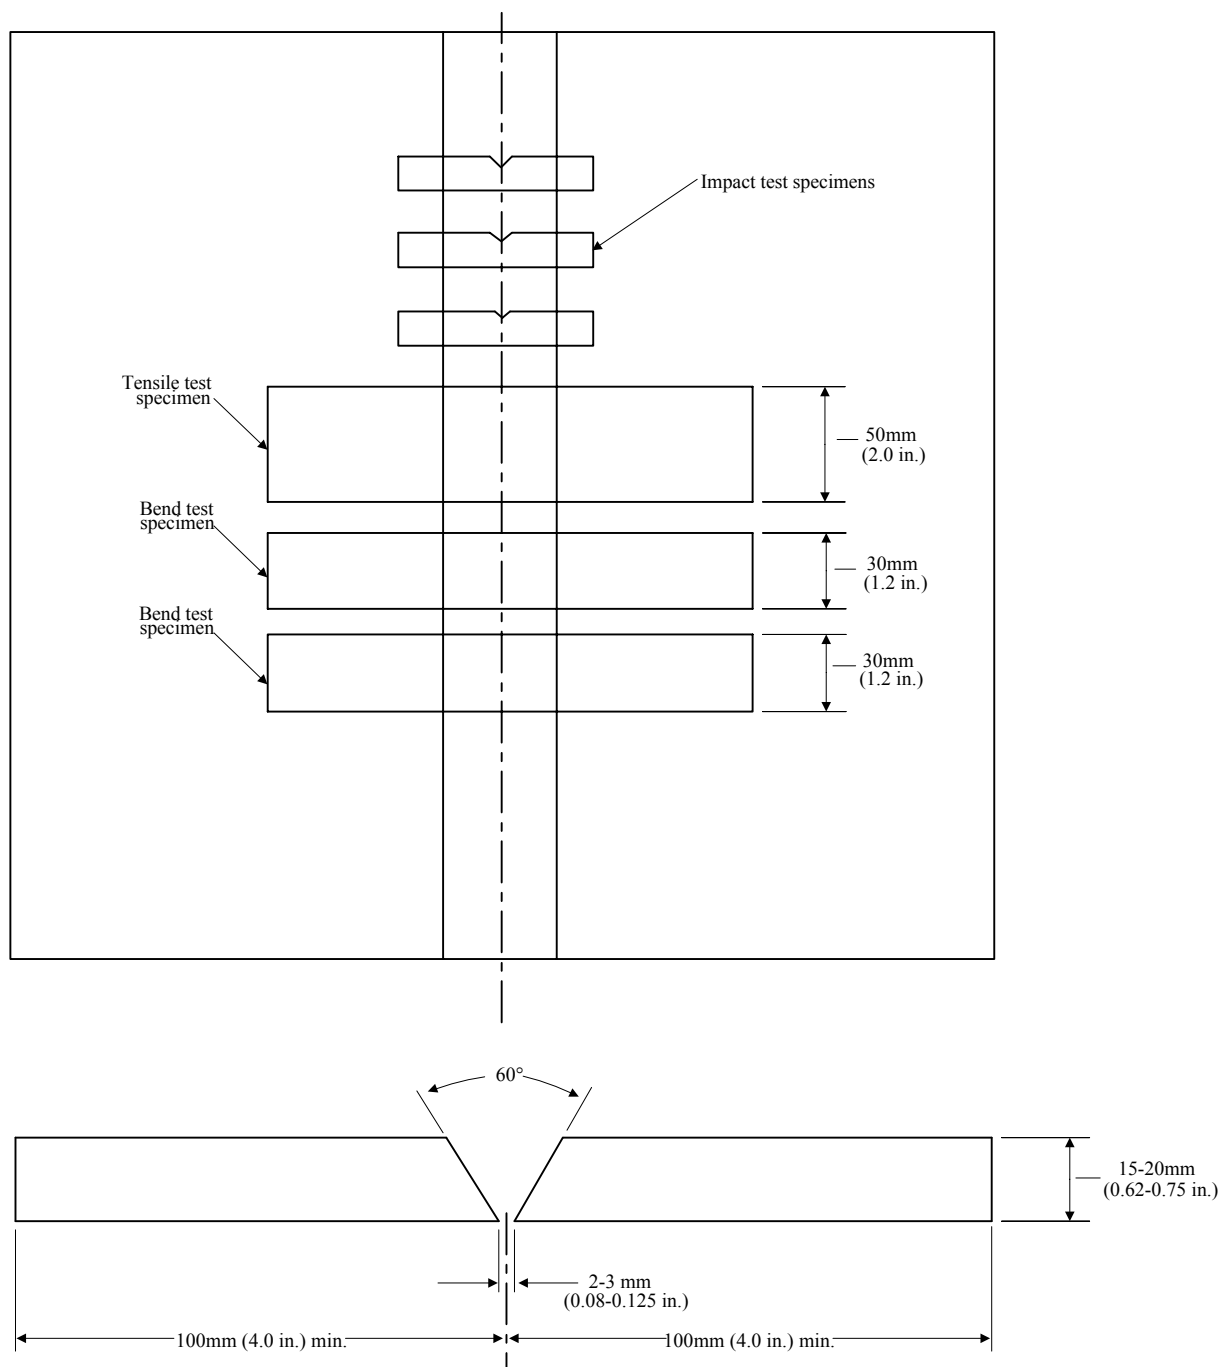 Impact test specimens
Tensile test
specimen
50mm
(2.0 in.)
Bend test
specimen
30mm
(1.2 in.)
Bend test
specimen
30mm
(1.2 in.)
60°
15-20mm
(0.62-0.75 in.)
2-3 mm
(0.08-0.125 in.)
100mm (4.0 in.) min.
100mm (4.0 in.) min.